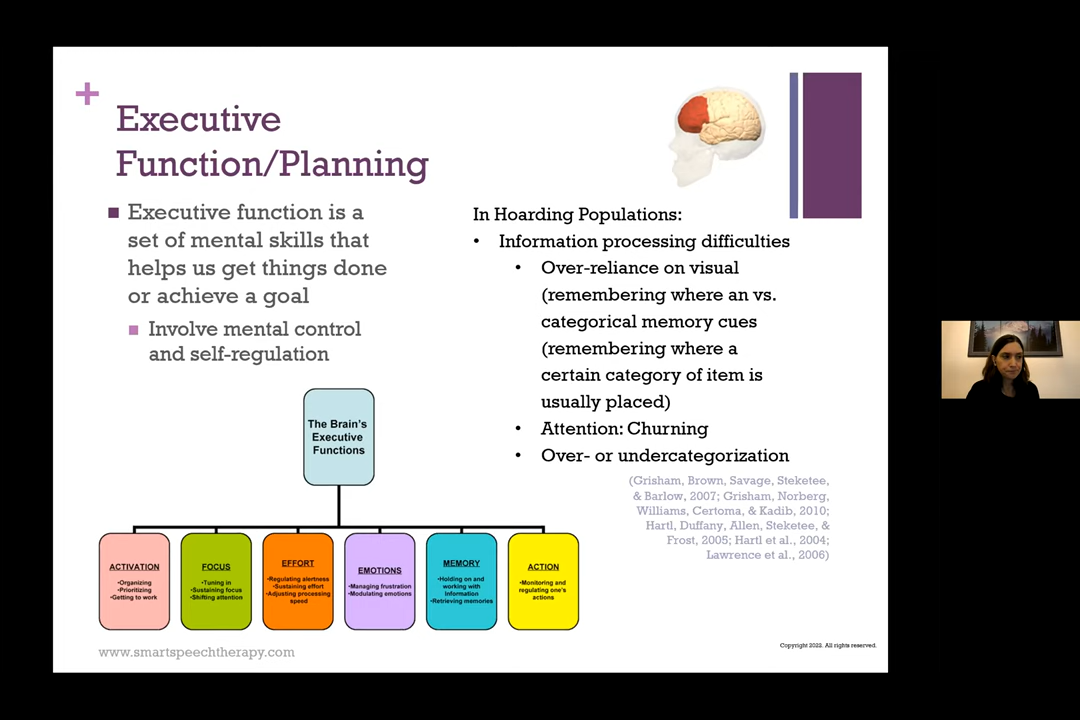 +
Executive
Function/Planning
■ Executive function is a
set of mental skills that
helps us get things done
or achieve a goal
■ Involve mental control
and self-regulation
In Hoarding Populations:
• Information processing difficulties
• Over-reliance on visual
(remembering where an vs.
categorical memory cues
(remembering where a
certain category of item is
usually placed)
• Attention: Churning
• Over- or undercategorization
(Grisham, Brown, Savage, Steketee,
& Barlow, 2007; Grisham, Norberg,
Williams, Certoma, & Kadib, 2010;
Hartl, Duffany, Allen, Steketee, &
Frost, 2005; Hartl et al., 2004;
Lawrence et al., 2006)
The Brain's
Executive
Functions
ACTIVATION
•Organizing
•Prioritizing
•Getting to work
FOCUS
•Tuning in
•Sustaining focus
•Shifting attention
EFFORT
•Regulating alertness
•Sustaining effort
•Adjusting processing
speed
EMOTIONS
•Managing frustration
•Modulating emotions
MEMORY
•Holding on and
working with
Information
•Retrieving memories
ACTION
•Monitoring and
regulating one's
actions
www.smartspeechtherapy.com
Copyright 2022. All rights reserved.